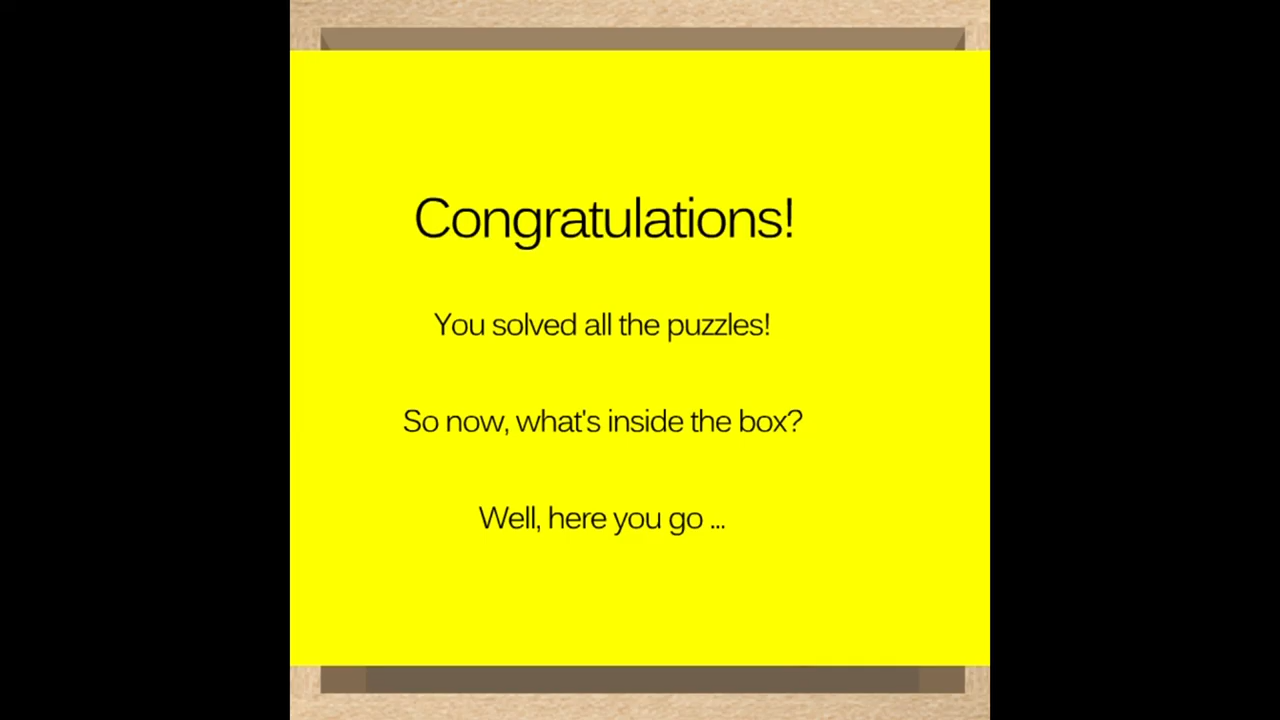 Congratulations!
You solved all the puzzles!
So now, what's inside the box?
Well, here you go ...